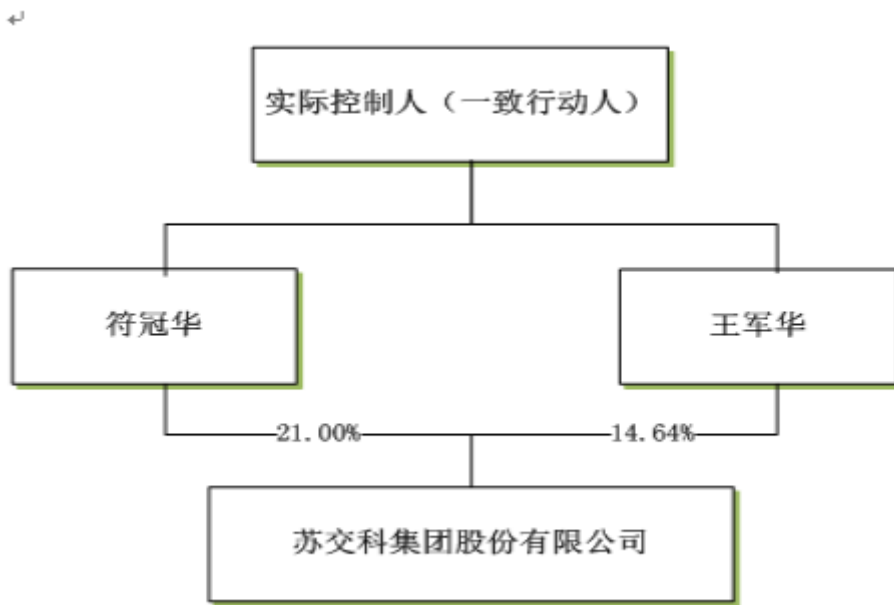 实际控制人（一致行动人）
符冠华
王军华
21.00%
14.64%
苏交科集团股份有限公司